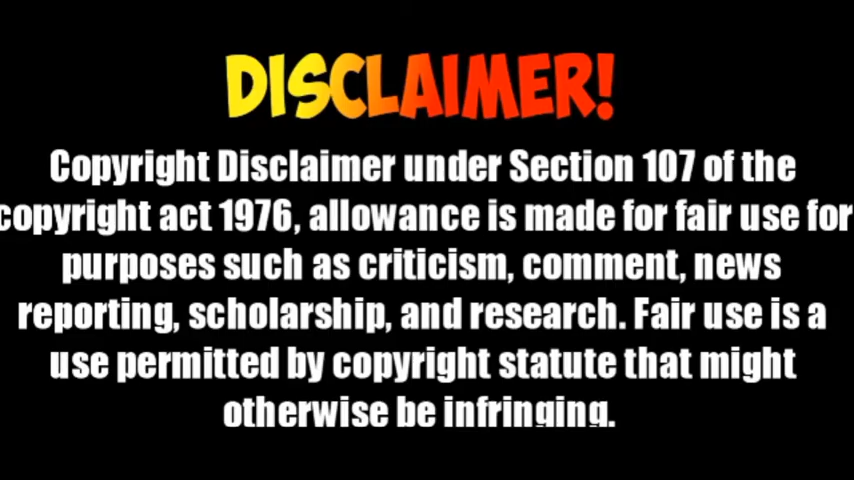 DISCLAIMER!
Copyright Disclaimer under Section 107 of the
copyright act 1976, allowance is made for fair use for
purposes such as criticism, comment, news
reporting, scholarship, and research. Fair use is a
use permitted by copyright statute that might
otherwise be infringing.